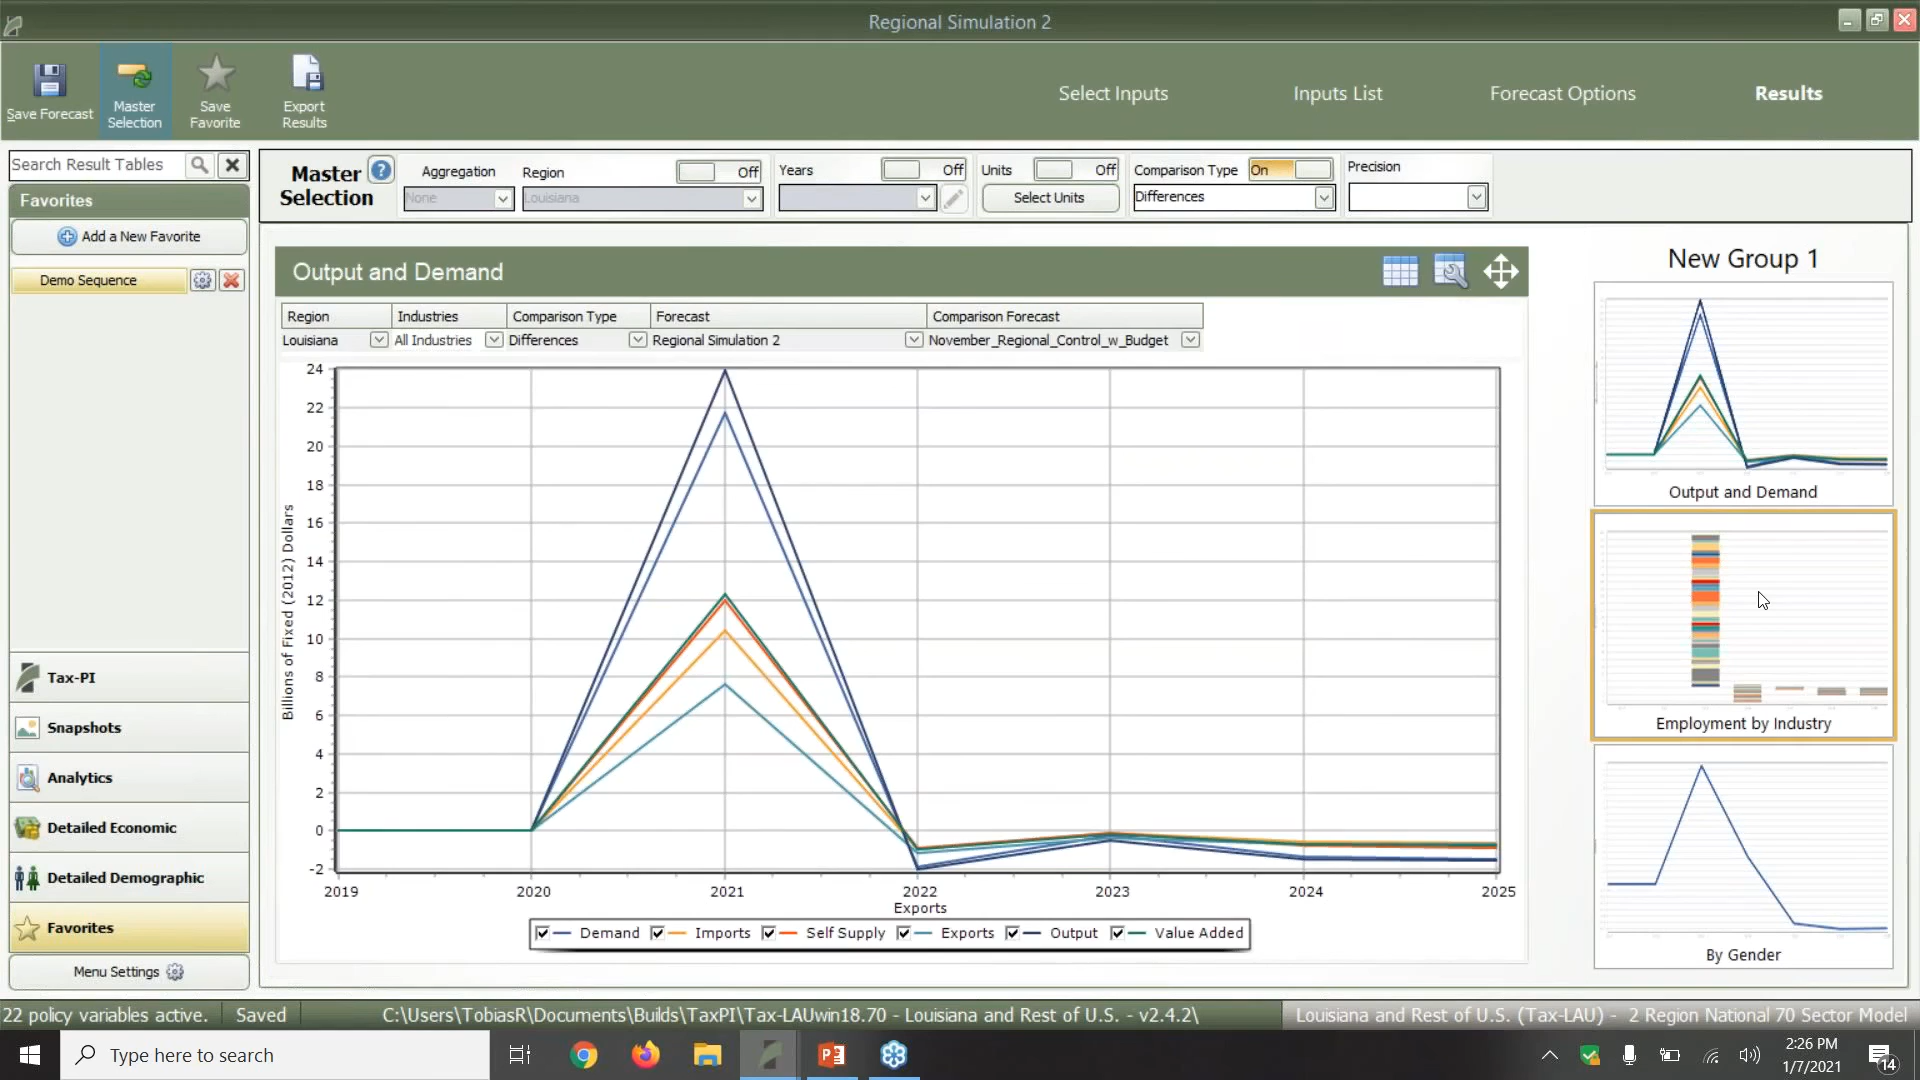 Regional Simulation 2
Save Forecast
Master Selection
Save Favorite
Export Results
Select Inputs
Inputs List
Forecast Options
Results
Search Result Tables
Favorites
Add a New Favorite
Demo Sequence
Tax-PI
Snapshots
Analytics
Detailed Economic
Detailed Demographic
Favorites
Menu Settings
Master Selection
?
Aggregation
None
Region
Off
Louisiana
Years
Off
Units
Off
Select Units
Comparison Type
On
Differences
Precision
Output and Demand
Region Industries Comparison Type Forecast Comparison Forecast
Louisiana All Industries Differences Regional Simulation 2 November_Regional_Control_w_Budget
Billions of Fixed (2012) Dollars
24
22
20
18
16
14
12
10
8
6
4
2
0
-2
2019 2020 2021 2022 2023 2024 2025
Exports
Demand Imports Self Supply Exports Output Value Added
New Group 1
Output and Demand
Employment by Industry
By Gender
22 policy variables active. Saved C:\Users\TobiasR\Documents\Builds\TaxPI\Tax-LAUwin18.70 - Louisiana and Rest of U.S. - v2.4.2\ Louisiana and Rest of U.S. (Tax-LAU) - 2 Region National 70 Sector Model
Type here to search
2:26 PM
1/7/2021
14